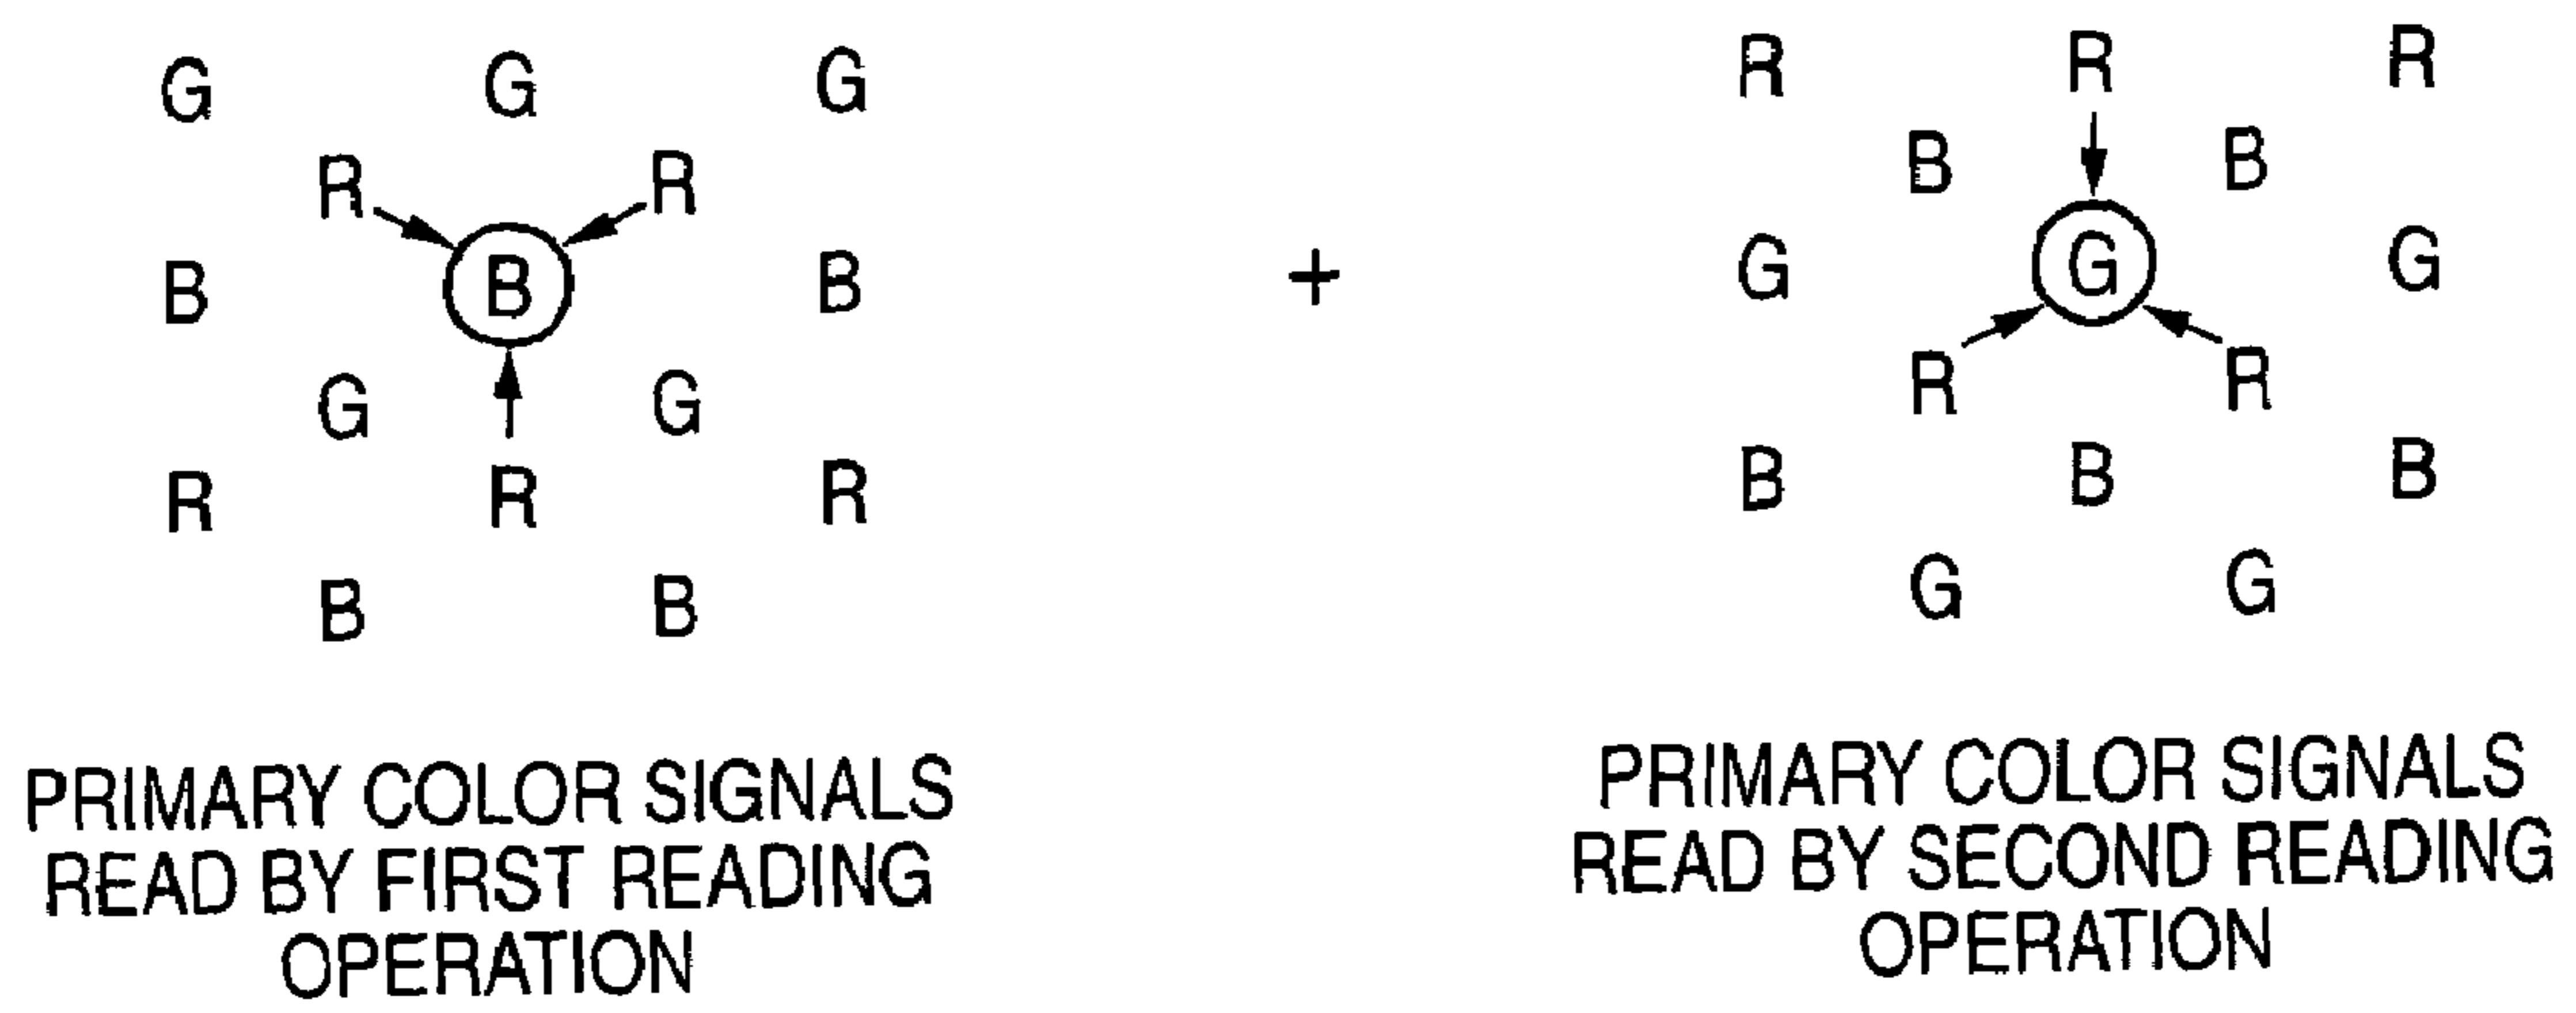 G G G
R R
B B B
G G
R R R
B B
+
R R R
B B
G G G
R R
B B B
G G
PRIMARY COLOR SIGNALS
READ BY FIRST READING
OPERATION
PRIMARY COLOR SIGNALS
READ BY SECOND READING
OPERATION